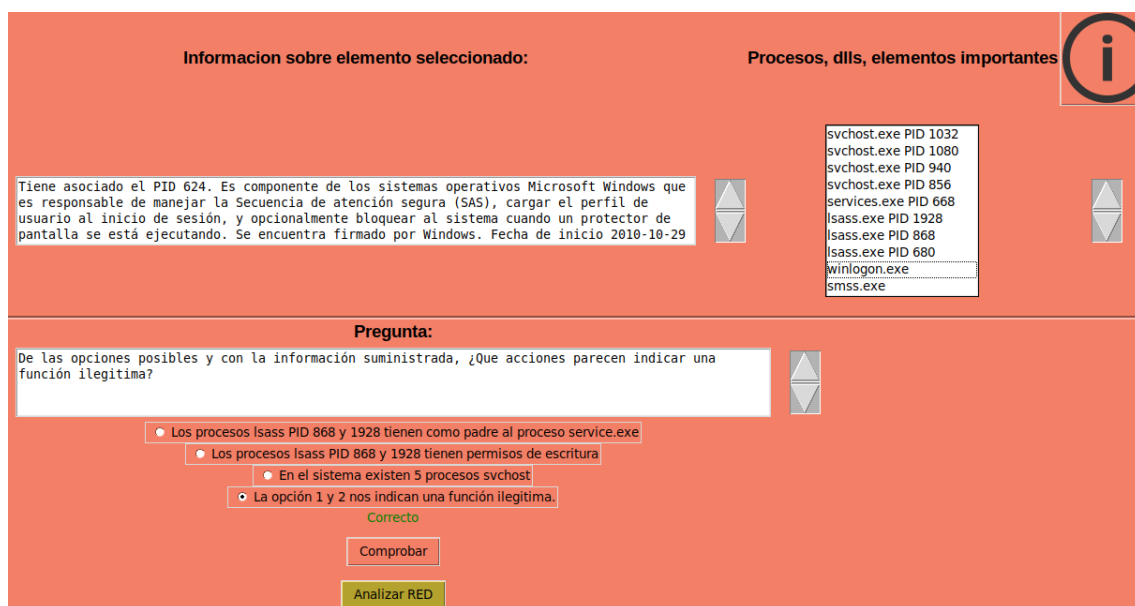 Informacion sobre elemento seleccionado:
Procesos, dlls, elementos importantes
i
svchost.exe PID 1032
svchost.exe PID 1080
svchost.exe PID 940
svchost.exe PID 856
services.exe PID 668
lsass.exe PID 1928
lsass.exe PID 868
lsass.exe PID 680
winlogon.exe
smss.exe
Tiene asociado el PID 624. Es componente de los sistemas operativos Microsoft Windows que
es responsable de manejar la Secuencia de atención segura (SAS), cargar el perfil de
usuario al inicio de sesión, y opcionalmente bloquear al sistema cuando un protector de
pantalla se está ejecutando. Se encuentra firmado por Windows. Fecha de inicio 2010-10-29
Pregunta:
De las opciones posibles y con la información suministrada, ¿Que acciones parecen indicar una
función ilegitima?
Los procesos lsass PID 868 y 1928 tienen como padre al proceso service.exe
Los procesos lsass PID 868 y 1928 tienen permisos de escritura
En el sistema existen 5 procesos svchost
La opción 1 y 2 nos indican una función ilegitima.
Correcto
Comprobar
Analizar RED